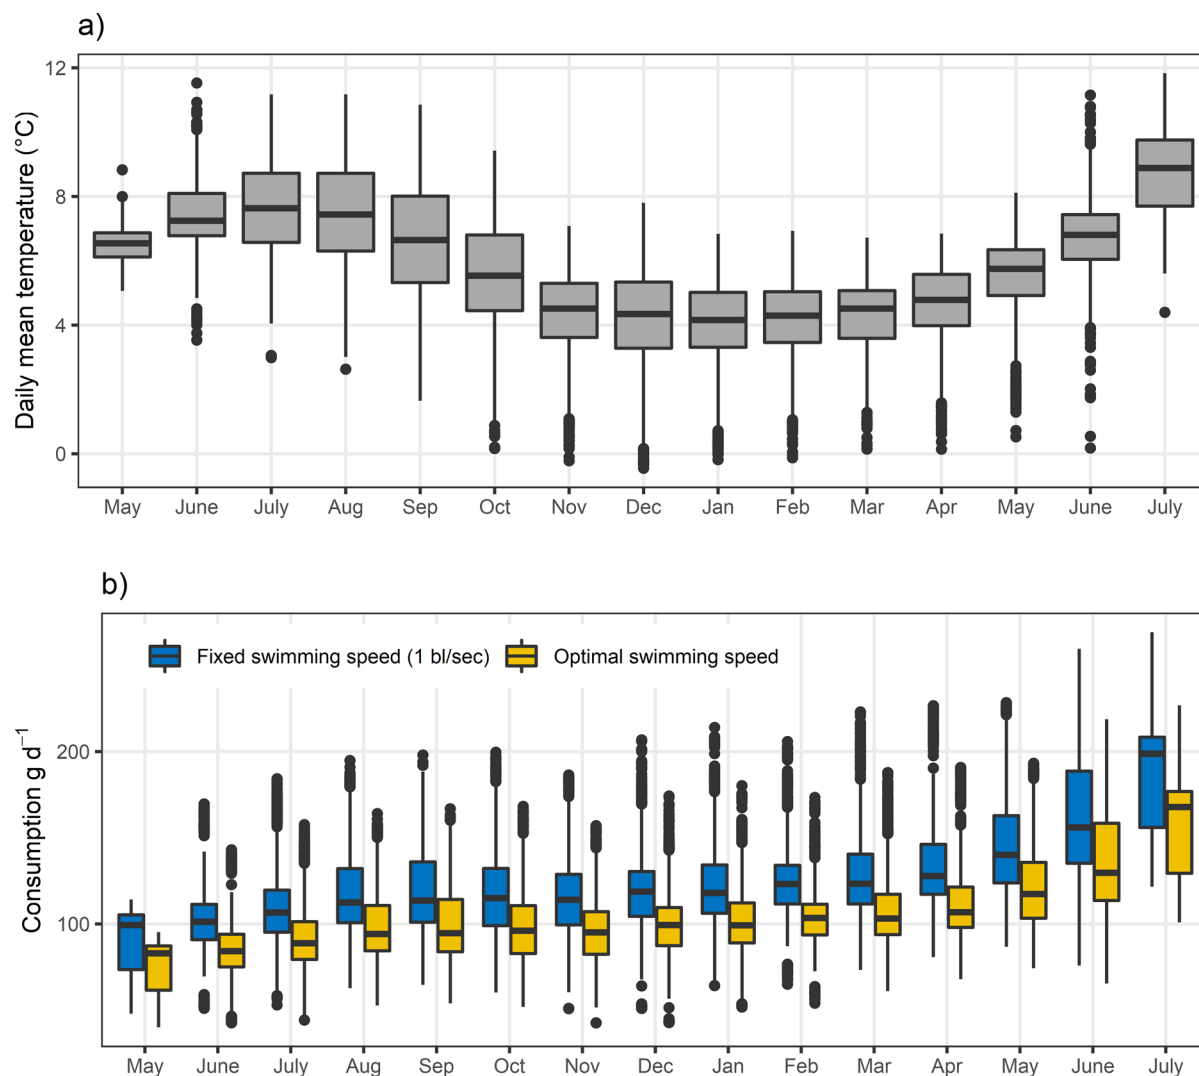 a)
Daily mean temperature (°C)
12
8
4
0
May June July Aug Sep Oct Nov Dec Jan Feb Mar Apr May June July
b)
Fixed swimming speed (1 bl/sec) Optimal swimming speed
Consumption g d⁻¹
200
100
May June July Aug Sep Oct Nov Dec Jan Feb Mar Apr May June July